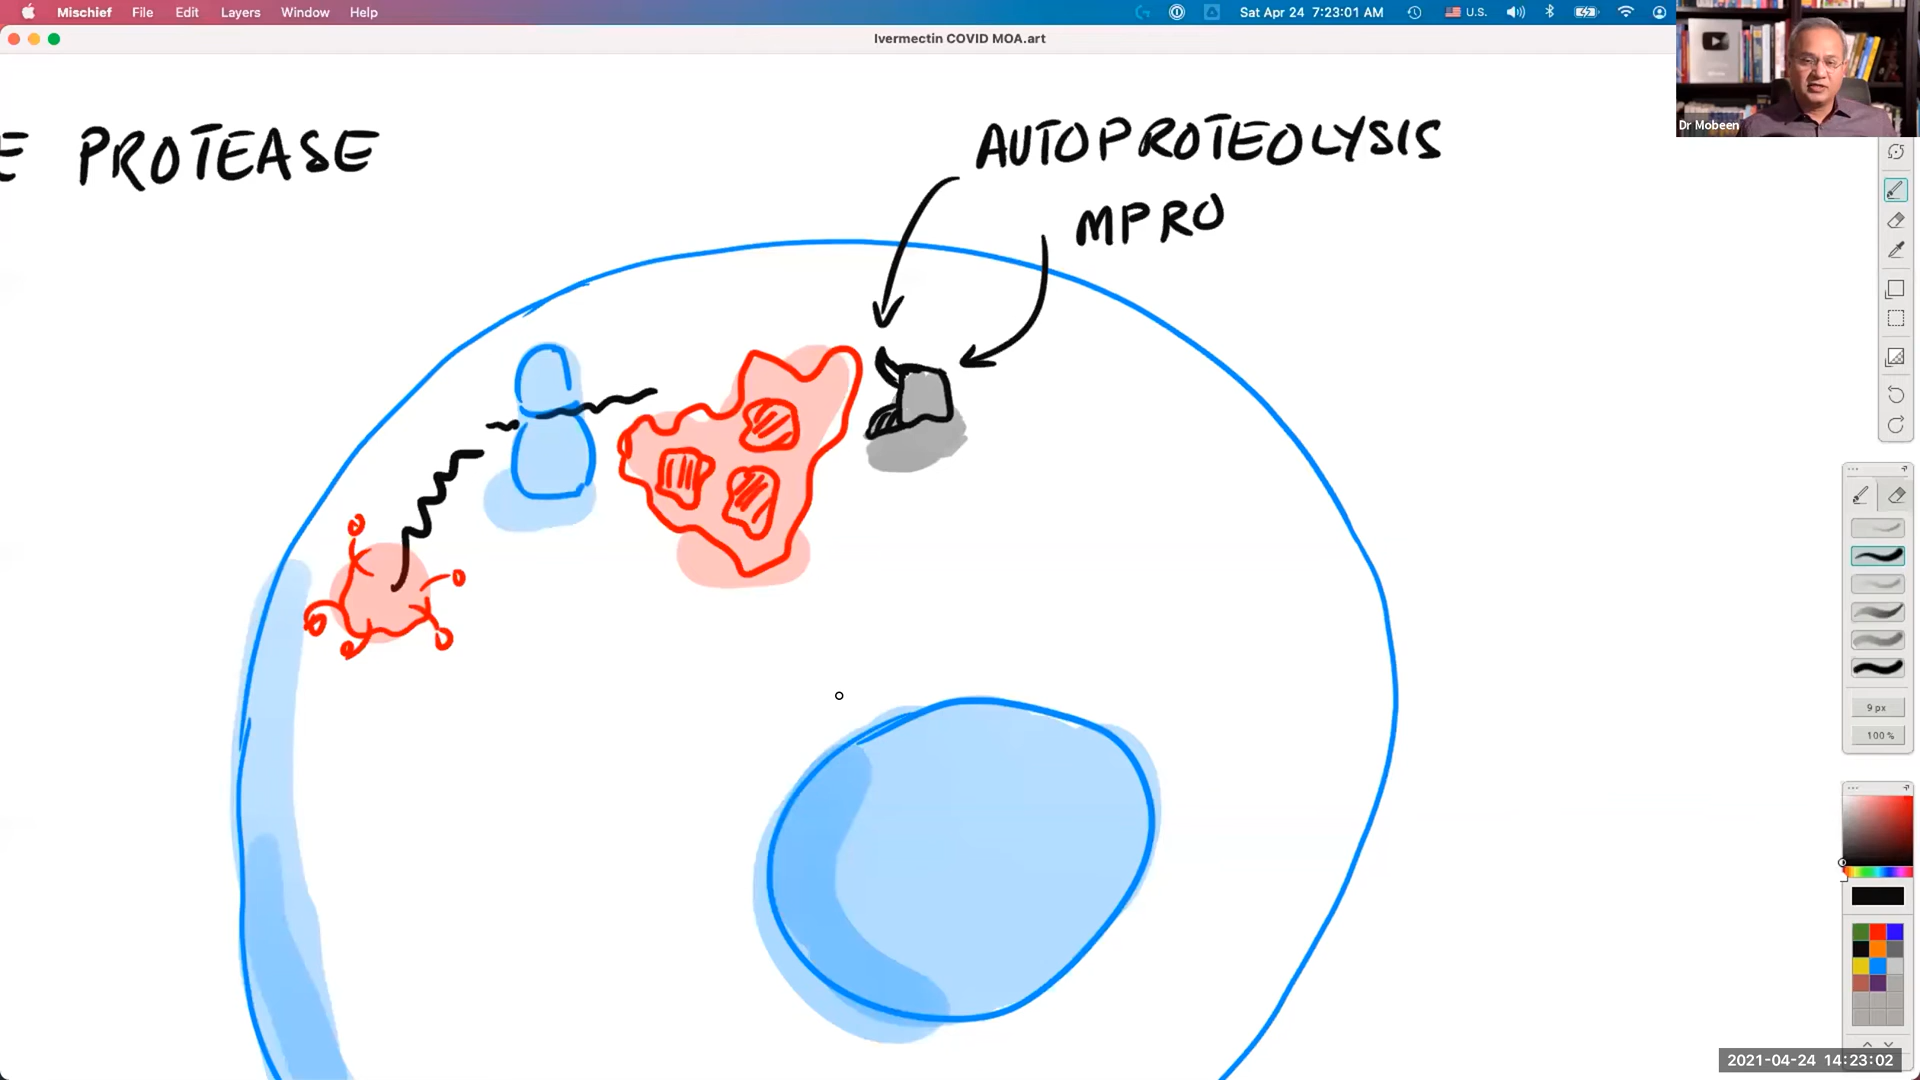 Mischief File Edit Layers Window Help
Sat Apr 24 7:23:01 AM
U.S.
Ivermectin COVID MOA.art
Dr Mobeen
E PROTEASE
AUTOPROTEOLYSIS
MPRO
9 px
100 %
2021-04-24 14:23:02